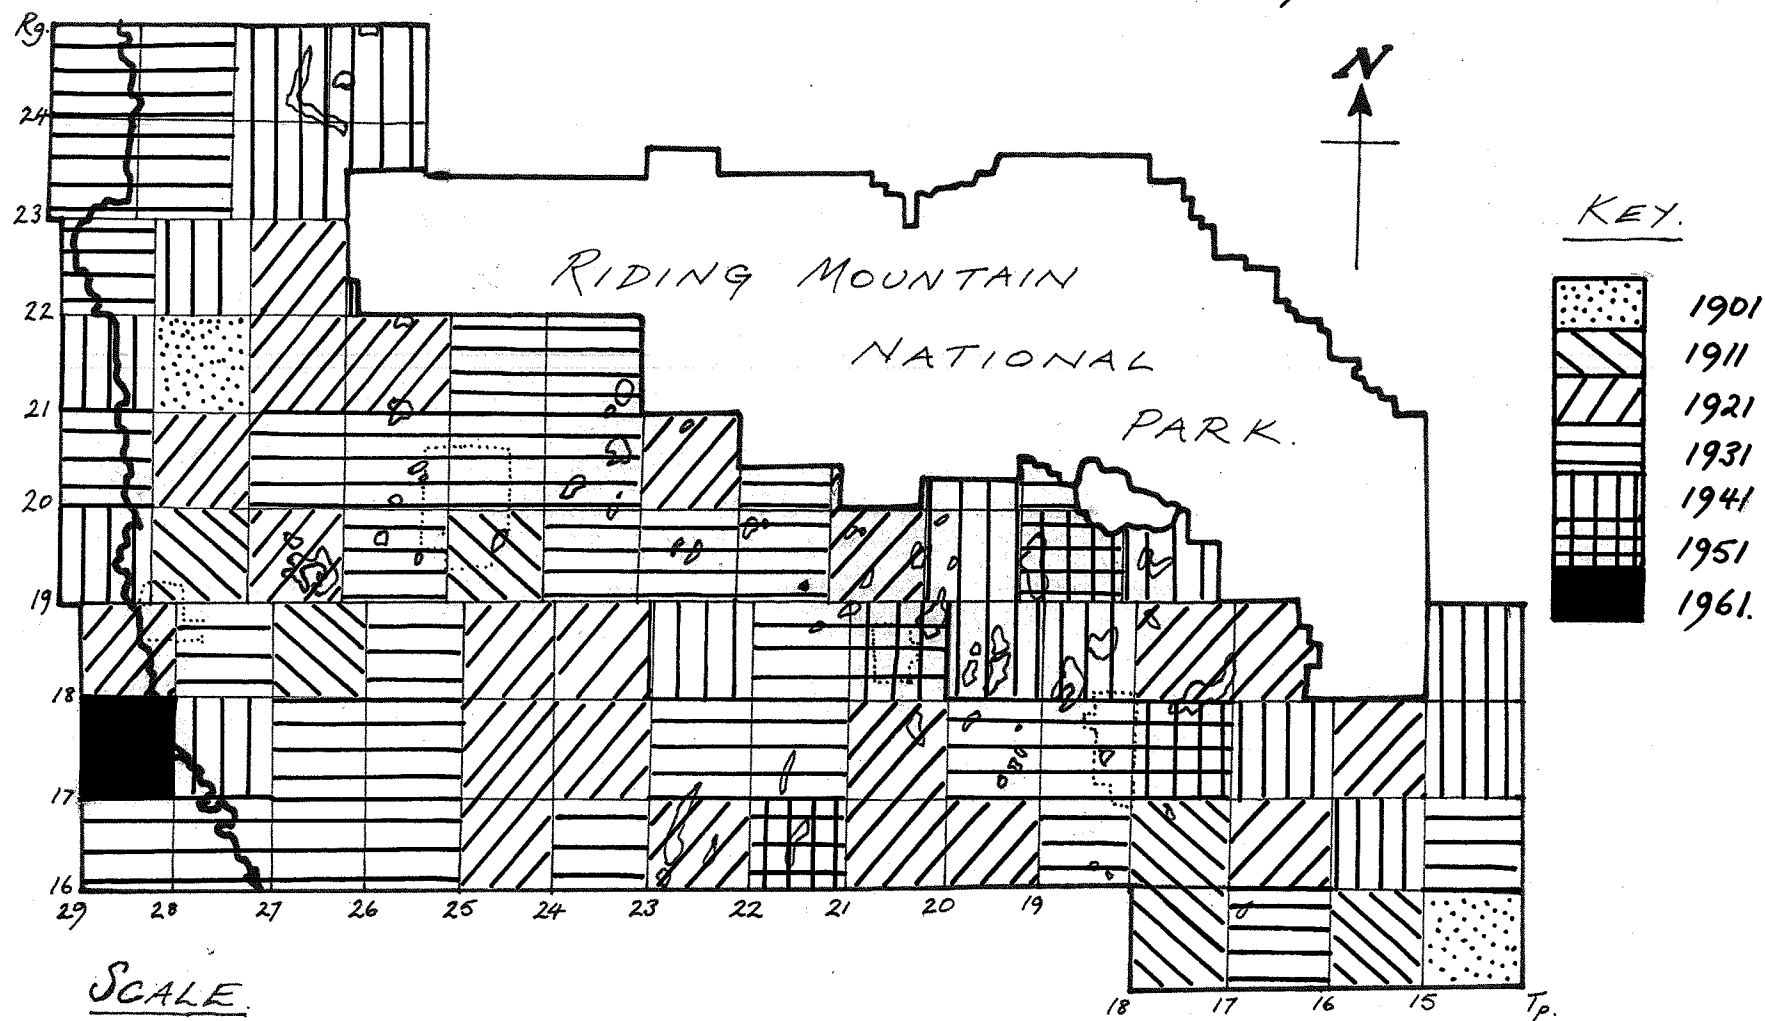 Rg.
N
24
KEY.
23
RIDING MOUNTAIN
1901
22
NATIONAL
1911
21
PARK.
1921
1931
20
1941
1951
19
1961.
18
17
16
29 28 27 26 25 24 23 22 21 20 19
SCALE.
18 17 16 15 Tp.